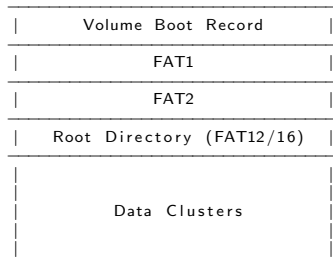 Volume Boot Record
FAT1
FAT2
Root Directory (FAT12/16)
Data Clusters